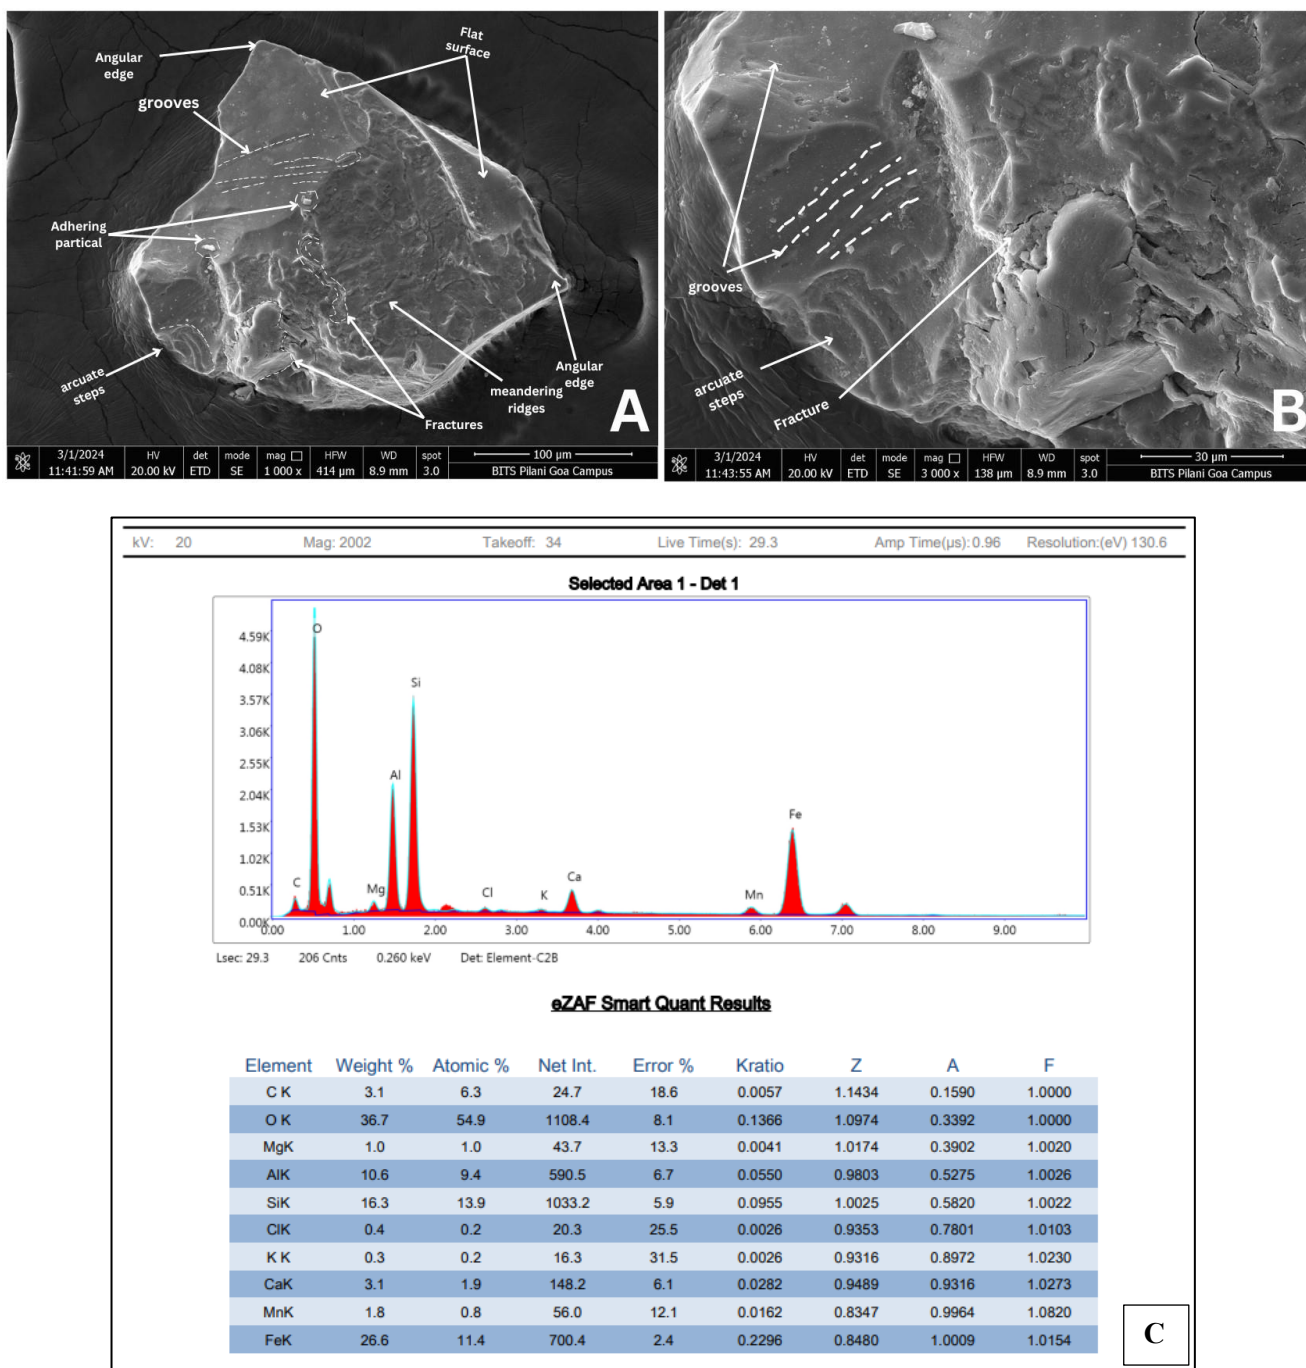 Angular
edge
Flat
surface
grooves
Adhering
partical
arcuate
steps
Fractures
meandering
ridges
Angular
edge
A
3/1/2024 HV det mode mag HFW WD spot 100 µm
11:41:59 AM 20.00 kV ETD SE 1 000 x 414 µm 8.9 mm 3.0 BITS Pilani Goa Campus
grooves
arcuate
steps
Fracture
B
3/1/2024 HV det mode mag HFW WD spot 30 µm
11:43:55 AM 20.00 kV ETD SE 3 000 x 138 µm 8.9 mm 3.0 BITS Pilani Goa Campus
kV: 20 Mag: 2002 Takeoff: 34 Live Time(s): 29.3 Amp Time(µs): 0.96 Resolution:(eV) 130.6
Selected Area 1 - Det 1
4.59K
4.08K
3.57K
3.06K
2.55K
2.04K
1.53K
1.02K
0.51K
0.00K
C O Mg Al Si Cl K Ca Mn Fe
0.00 1.00 2.00 3.00 4.00 5.00 6.00 7.00 8.00 9.00
Lsec: 29.3 206 Cnts 0.260 keV Det: Element-C2B
eZAF Smart Quant Results
Element Weight % Atomic % Net Int. Error % Kratio Z A F
C K 3.1 6.3 24.7 18.6 0.0057 1.1434 0.1590 1.0000
O K 36.7 54.9 1108.4 8.1 0.1366 1.0974 0.3392 1.0000
MgK 1.0 1.0 43.7 13.3 0.0041 1.0174 0.3902 1.0020
AlK 10.6 9.4 590.5 6.7 0.0550 0.9803 0.5275 1.0026
SiK 16.3 13.9 1033.2 5.9 0.0955 1.0025 0.5820 1.0022
ClK 0.4 0.2 20.3 25.5 0.0026 0.9353 0.7801 1.0103
K K 0.3 0.2 16.3 31.5 0.0026 0.9316 0.8972 1.0230
CaK 3.1 1.9 148.2 6.1 0.0282 0.9489 0.9316 1.0273
MnK 1.8 0.8 56.0 12.1 0.0162 0.8347 0.9964 1.0820
FeK 26.6 11.4 700.4 2.4 0.2296 0.8480 1.0009 1.0154
C